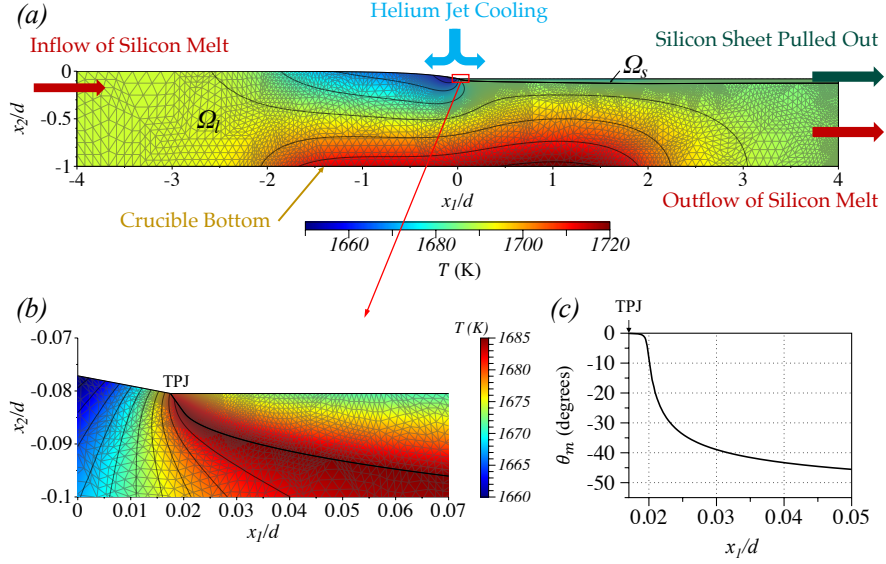 (a)
Helium Jet Cooling
Inflow of Silicon Melt
Silicon Sheet Pulled Out
Ω_s
Ω_l
x_2/d
0
-0.5
-1
-4 -3 -2 -1 0 1 2 3 4
x_1/d
Crucible Bottom
Outflow of Silicon Melt
1660 1680 1700 1720
T (K)
(b)
-0.07
-0.08
-0.09
-0.1
x_2/d
TPJ
0 0.01 0.02 0.03 0.04 0.05 0.06 0.07
x_1/d
T (K)
1685
1680
1675
1670
1665
1660
(c)
TPJ
0
-10
-20
-30
-40
-50
θ_m (degrees)
0.02 0.03 0.04 0.05
x_1/d